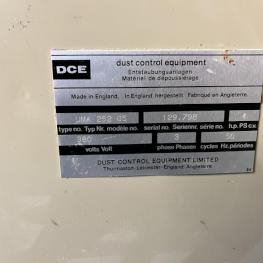 DCE
dust control equipment
Entstaubungsanlagen
Matériel de dépoussiérage
Made in England. In England hergestellt Fabriqué en Angleterre.
UMA 252 G5 129.798 4
type no. Typ Nr. modèle no. serial no. Seriennr. série no. h.p. PS cv.
380 3 50
volts Volt phase Phasen cycles Hz. périodes
DUST CONTROL EQUIPMENT LIMITED
Thurmaston Leicester England Angleterre